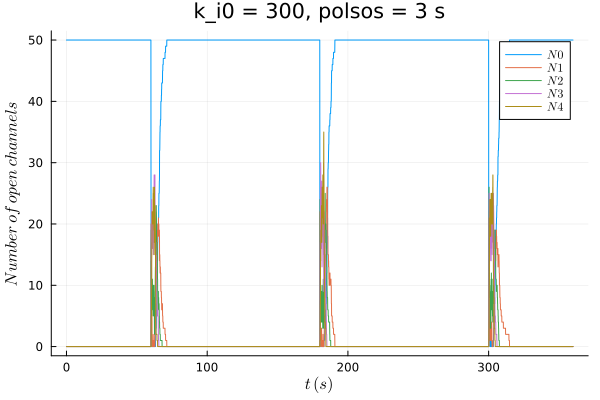 k_i0 = 300, polsos = 3 s
50
40
30
20
10
0
Number of open channels
N0
N1
N2
N3
N4
0 100 200 300
t (s)